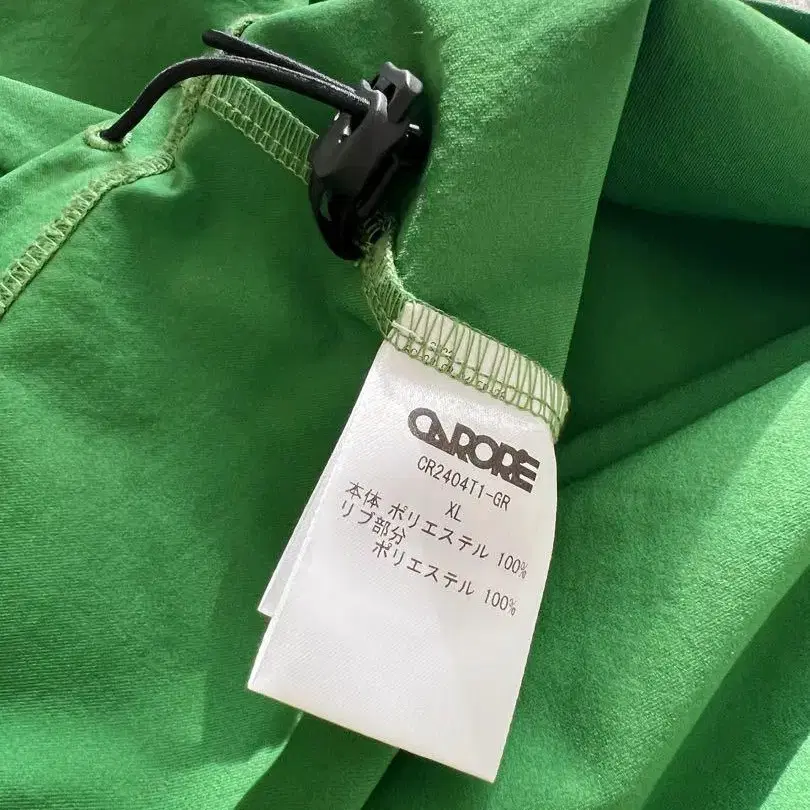 CARORE
CR2404T1-GR
XL
本体 ポリエステル 100%
リブ部分
ポリエステル 100%